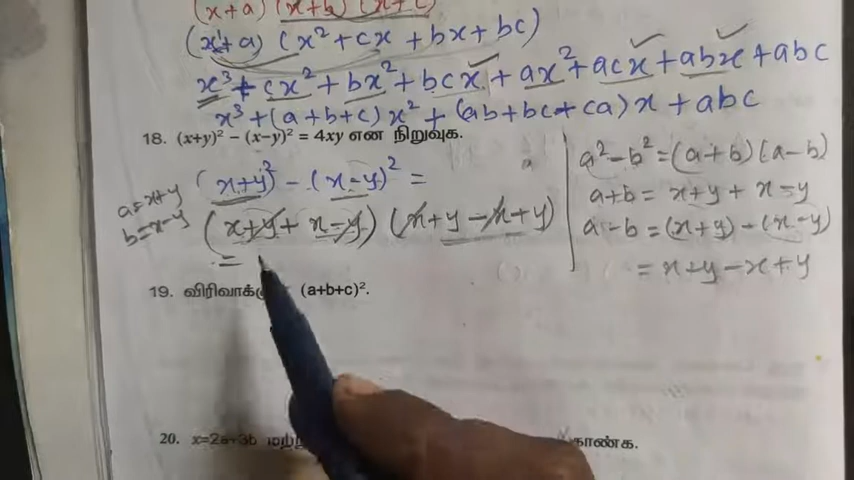 (x+a) (x+b) (x+c)
(x+a) (x² + cx + bx + bc)
x³ + cx² + bx² + bcx + ax² + acx + abx + abc
x³ + (a+b+c) x² + (ab+bc+ca) x + abc
18. (x+y)² – (x–y)² = 4xy என நிறுவுக.
(x+y)² - (x-y)² =
a=x+y
b=x-y
(x+y + x-y) (x+y - x+y)
=
a² - b² = (a+b) (a-b)
a+b = x+y + x-y
a-b = (x+y) - (x-y)
= x+y - x+y
19. (a+b+c)².
20. x=2a+3b காண்க.